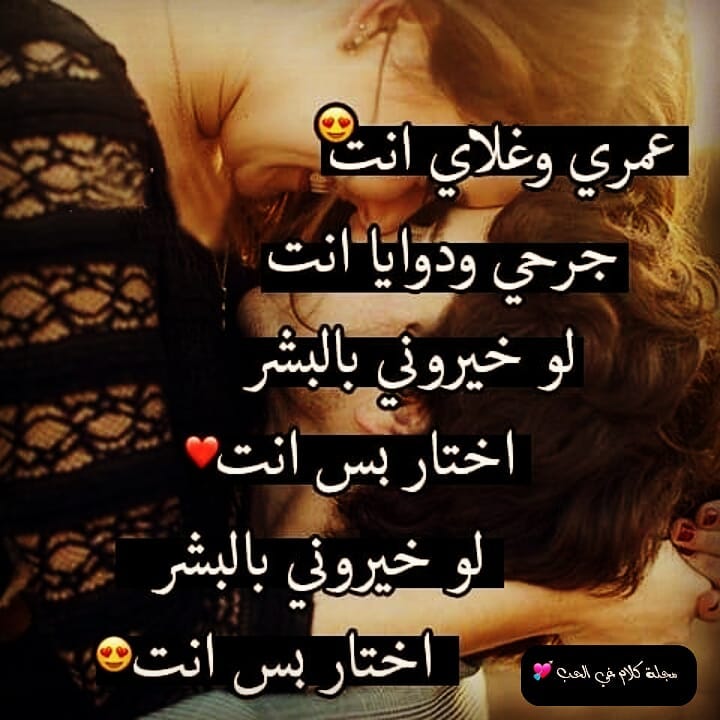 عمري وغلاي انت😍
جرحي ودوايا انت
لو خيروني بالبشر
اختار بس انت❤️
لو خيروني بالبشر
اختار بس انت😍
مجلة كلام في الحب 💘